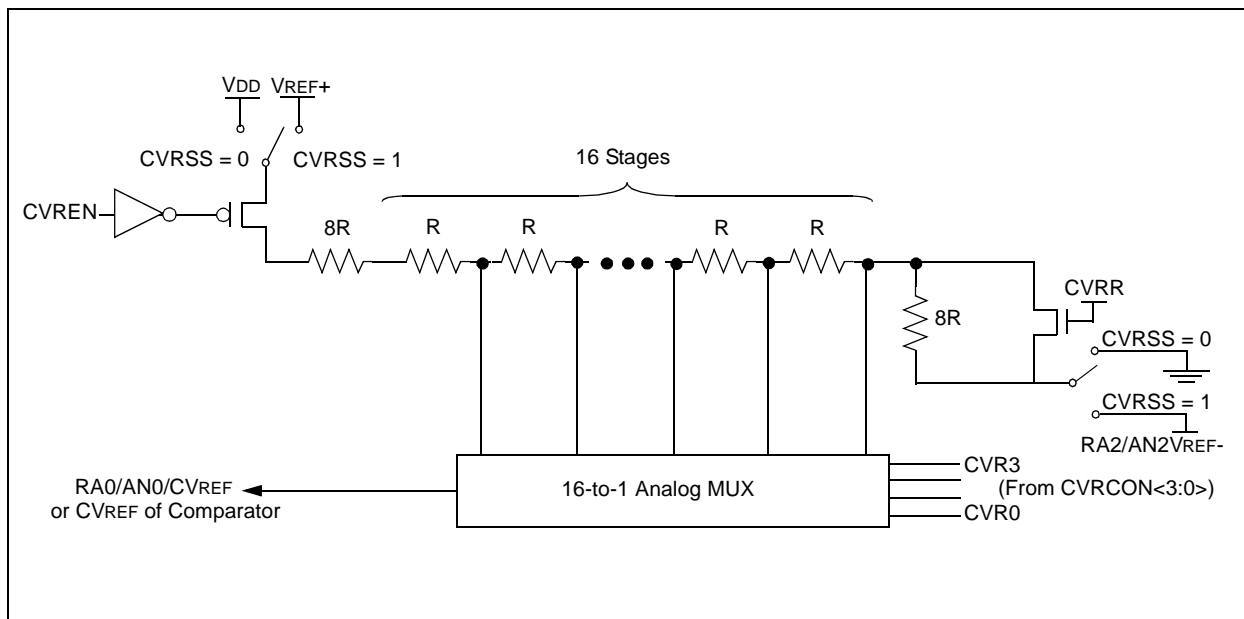 VDD VREF+
CVRSS = 0 CVRSS = 1
16 Stages
CVREN
8R R R R R
CVRR
8R
CVRSS = 0
CVRSS = 1
RA2/AN2VREF-
RA0/AN0/CVREF
or CVREF of Comparator
16-to-1 Analog MUX
CVR3
(From CVRCON<3:0>)
CVR0